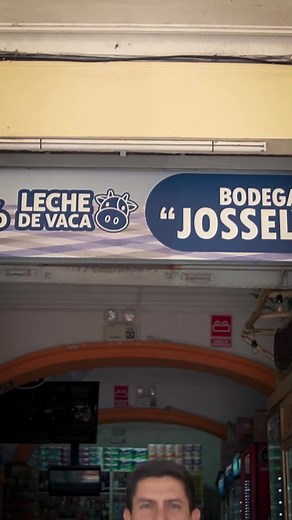 LECHE
DE VACA
BODEGA
"JOSSEL